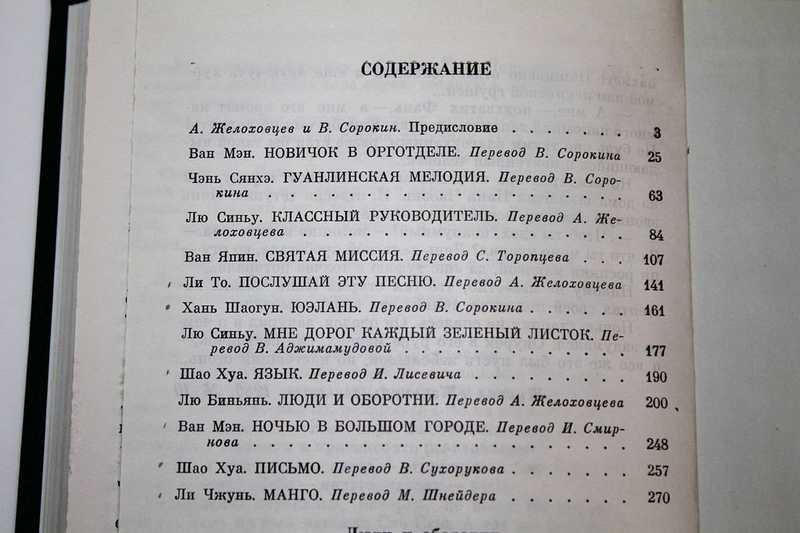 СОДЕРЖАНИЕ
А. Желоховцев и В. Сорокин. Предисловие . . . . . . . 3
Ван Мэн. НОВИЧОК В ОРГОТДЕЛЕ. Перевод В. Сорокина 25
Чэнь Сянхэ. ГУАНЛИНСКАЯ МЕЛОДИЯ. Перевод В. Соро-
кина . . . . . . . . . . . . . . . . . . 63
Лю Синьу. КЛАССНЫЙ РУКОВОДИТЕЛЬ. Перевод А. Же-
лоховцева . . . . . . . . . . . . . . . . 84
Ван Япин. СВЯТАЯ МИССИЯ. Перевод С. Торопцева . . . 107
Ли То. ПОСЛУШАЙ ЭТУ ПЕСНЮ. Перевод А. Желоховцева 141
Хань Шаогун. ЮЭЛАНЬ. Перевод В. Сорокина . . . . . . 161
Лю Синьу. МНЕ ДОРОГ КАЖДЫЙ ЗЕЛЕНЫЙ ЛИСТОК. Пе-
ревод В. Аджимамудовой . . . . . . . . . . . . 177
Шао Хуа. ЯЗЫК. Перевод И. Лисевича . . . . . . . . . 190
Лю Биньянь. ЛЮДИ И ОБОРОТНИ. Перевод А. Желоховцева 200
Ван Мэн. НОЧЬЮ В БОЛЬШОМ ГОРОДЕ. Перевод И. Смир-
нова . . . . . . . . . . . . . . . . . . . 248
Шао Хуа. ПИСЬМО. Перевод В. Сухорукова . . . . . . . 257
Ли Чжунь. МАНГО. Перевод М. Шнейдера . . . . . . . 270